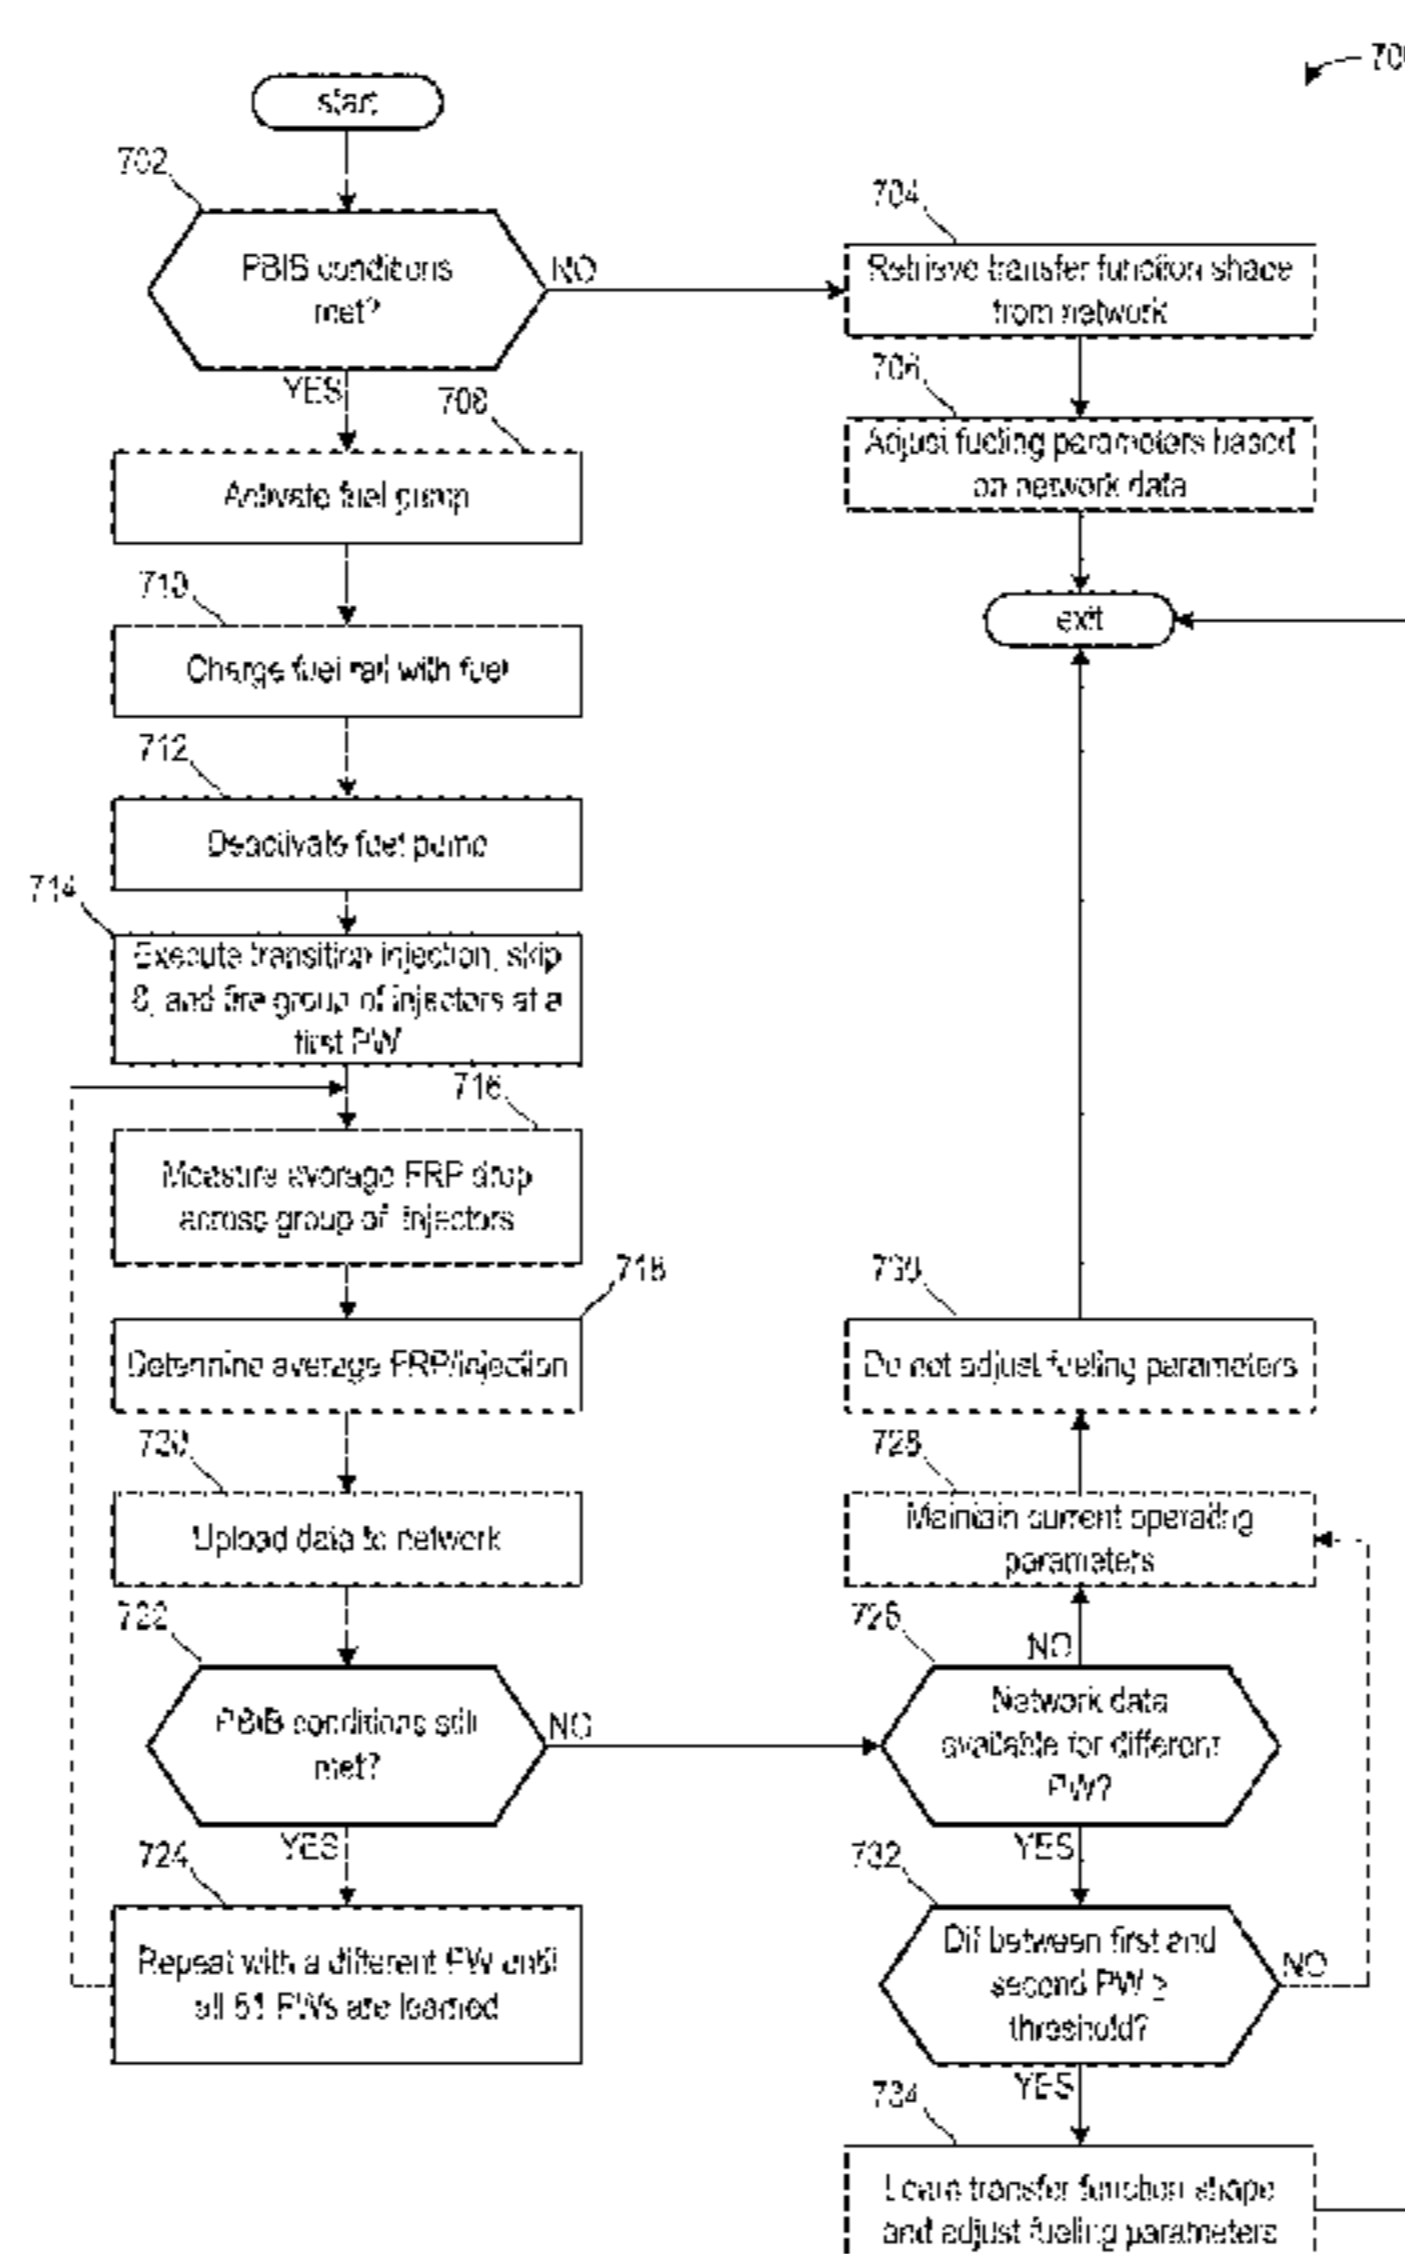 700
start
702
PBIB conditions
met?
NO
YES
704
Retrieve transfer function shape
from network
706
Adjust fueling parameters based
on network data
exit
708
Activate fuel pump
710
Charge fuel rail with fuel
712
Deactivate fuel pump
714
Execute transition injection, skip
8, and fire group of injectors at a
first PW
716
Measure average FRP drop
across group of injectors
718
Determine average FRP/injection
720
Upload data to network
722
PBIB conditions still
met?
NO
YES
724
Repeat with a different PW until
all 51 PWs are learned
730
Do not adjust fueling parameters
728
Maintain current operating
parameters
726
NO
Network data
available for different
PW?
YES
732
Dif between first and
second PW ≥
threshold?
NO
YES
734
Learn transfer function shape
and adjust fueling parameters